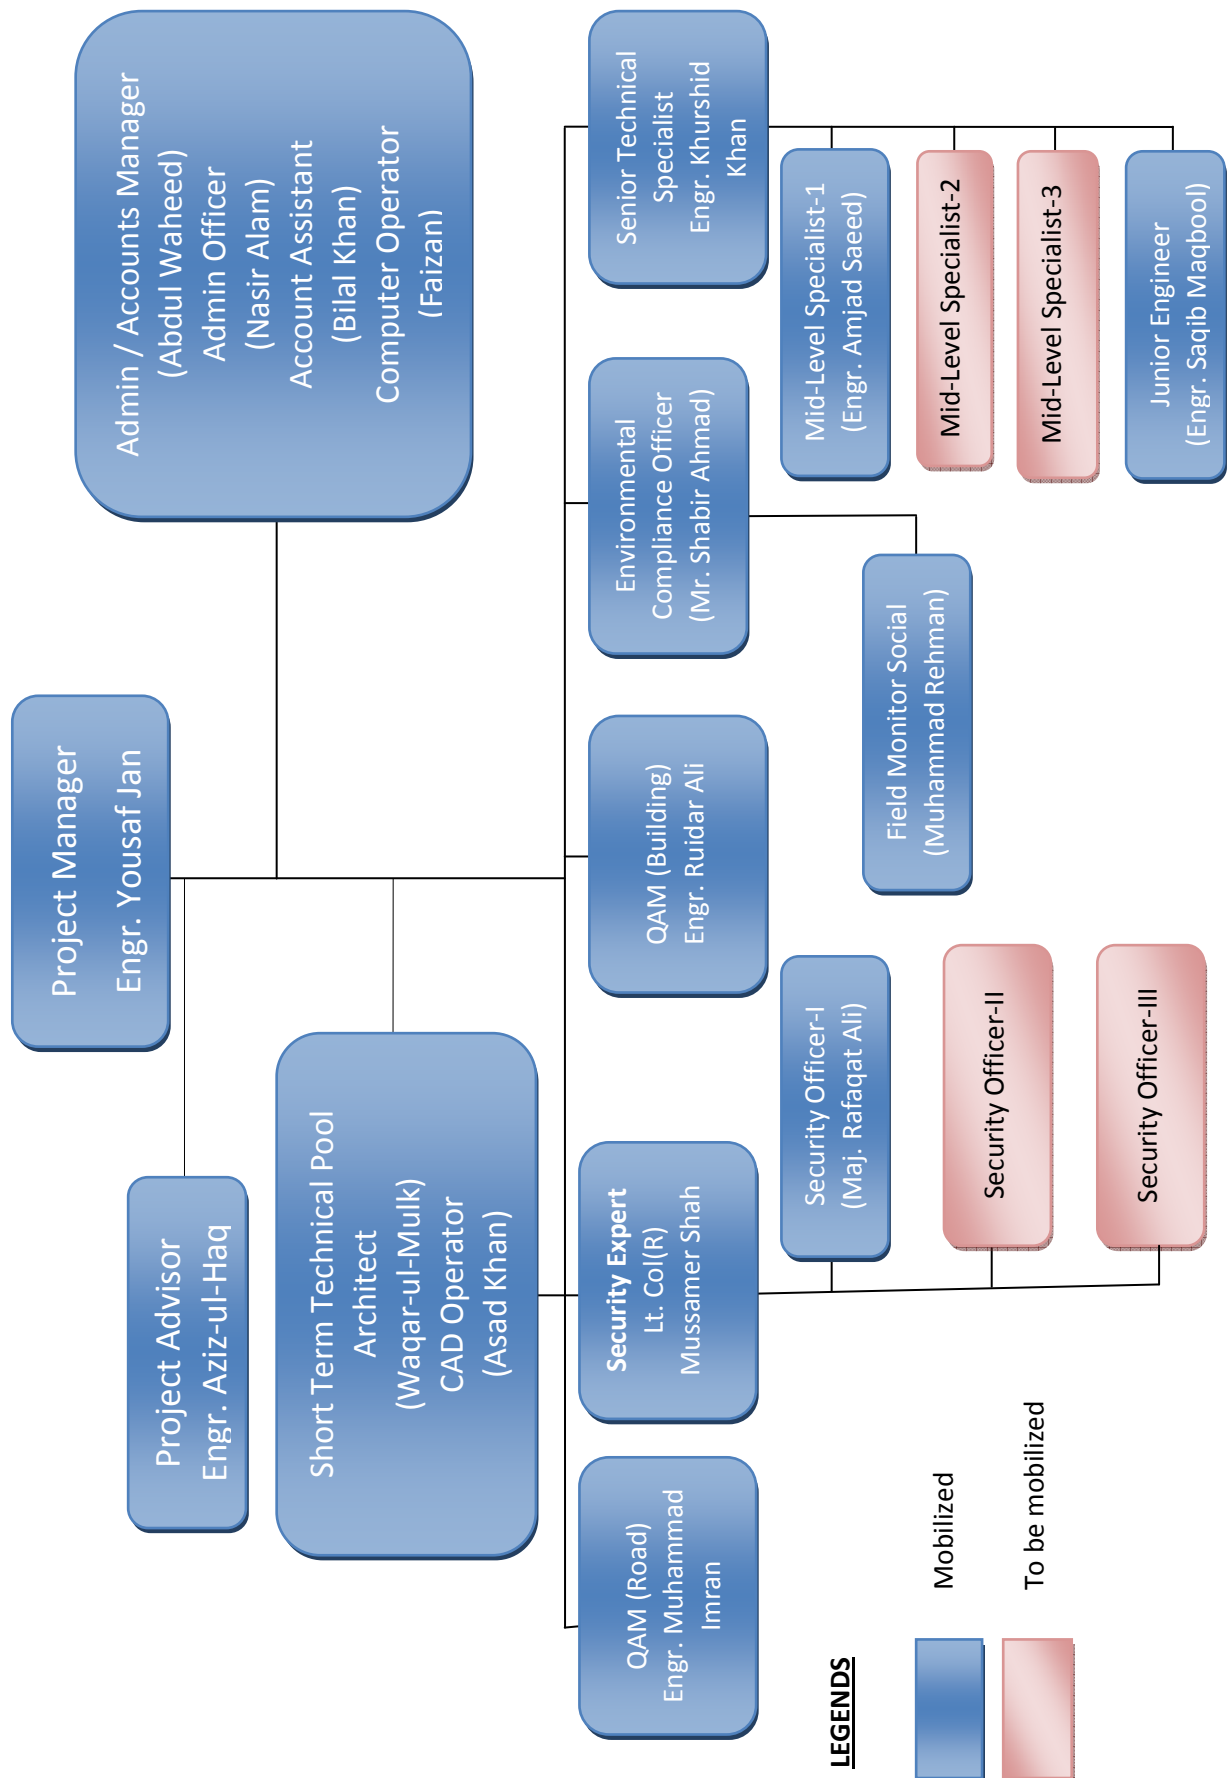 Project Manager
Engr. Yousaf Jan
Project Advisor
Engr. Aziz-ul-Haq
Admin / Accounts Manager
(Abdul Waheed)
Admin Officer
(Nasir Alam)
Account Assistant
(Bilal Khan)
Computer Operator
(Faizan)
Short Term Technical Pool
Architect
(Waqar-ul-Mulk)
CAD Operator
(Asad Khan)
QAM (Road)
Engr. Muhammad
Imran
Security Expert
Lt. Col(R)
Mussamer Shah
QAM (Building)
Engr. Ruidar Ali
Environmental
Compliance Officer
(Mr. Shabir Ahmad)
Senior Technical
Specialist
Engr. Khurshid
Khan
Security Officer-I
(Maj. Rafaqat Ali)
Security Officer-II
Security Officer-III
Field Monitor Social
(Muhammad Rehman)
Mid-Level Specialist-1
(Engr. Amjad Saeed)
Mid-Level Specialist-2
Mid-Level Specialist-3
Junior Engineer
(Engr. Saqib Maqbool)
LEGENDS
Mobilized
To be mobilized